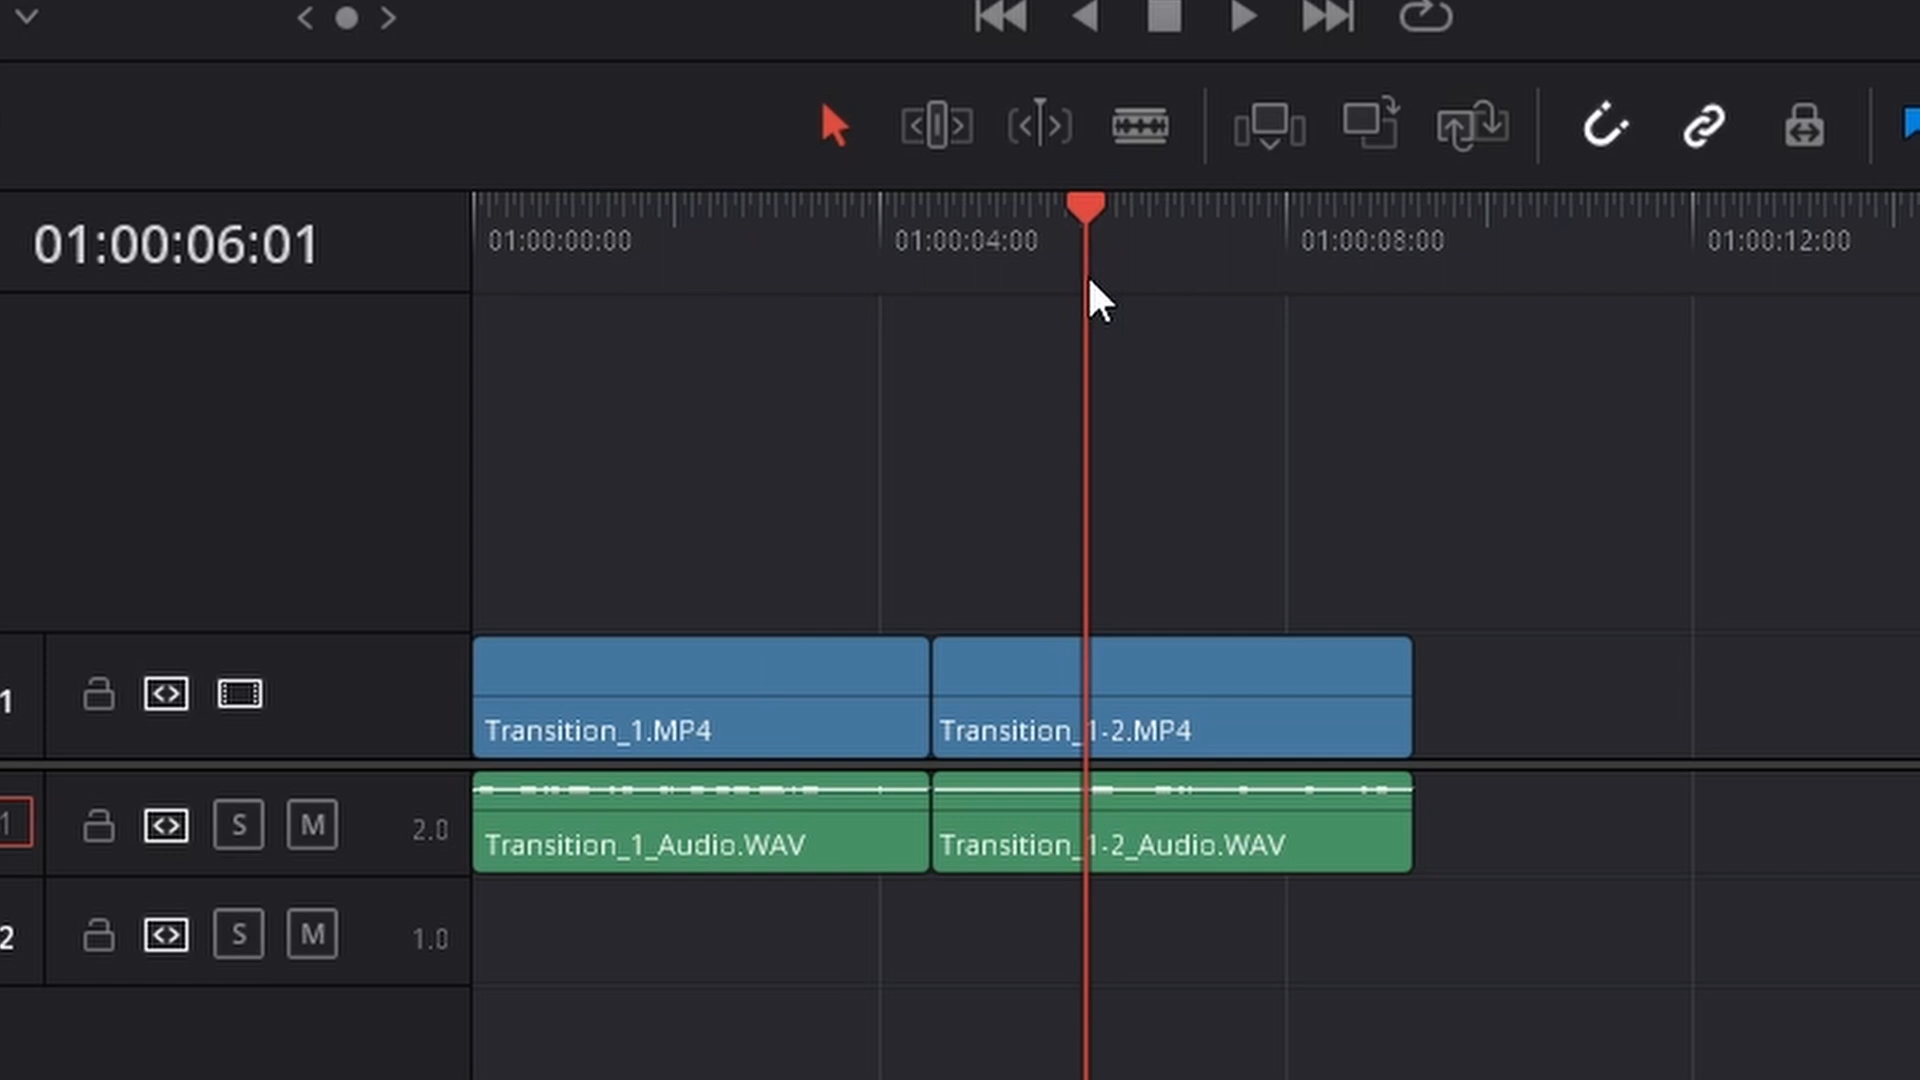 01:00:06:01
01:00:00:00
01:00:04:00
01:00:08:00
01:00:12:00
1
Transition_1.MP4
Transition_1-2.MP4
1
S
M
2.0
Transition_1_Audio.WAV
Transition_1-2_Audio.WAV
2
S
M
1.0